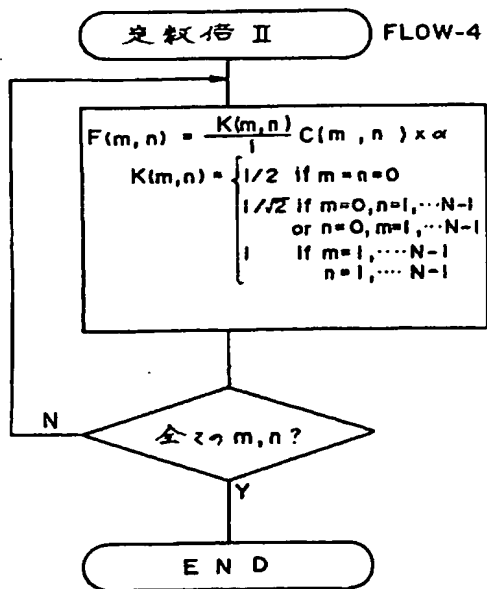 定数倍 II
FLOW-4
F(m,n) = K(m,n)/1 C(m,n) × α
K(m,n) = { 1/2 if m=n=0
1/√2 if m=0, n=1, ···N-1
or n=0, m=1, ···N-1
1 if m=1, ····N-1
n=1, ···· N-1
N
全ての m,n?
Y
END